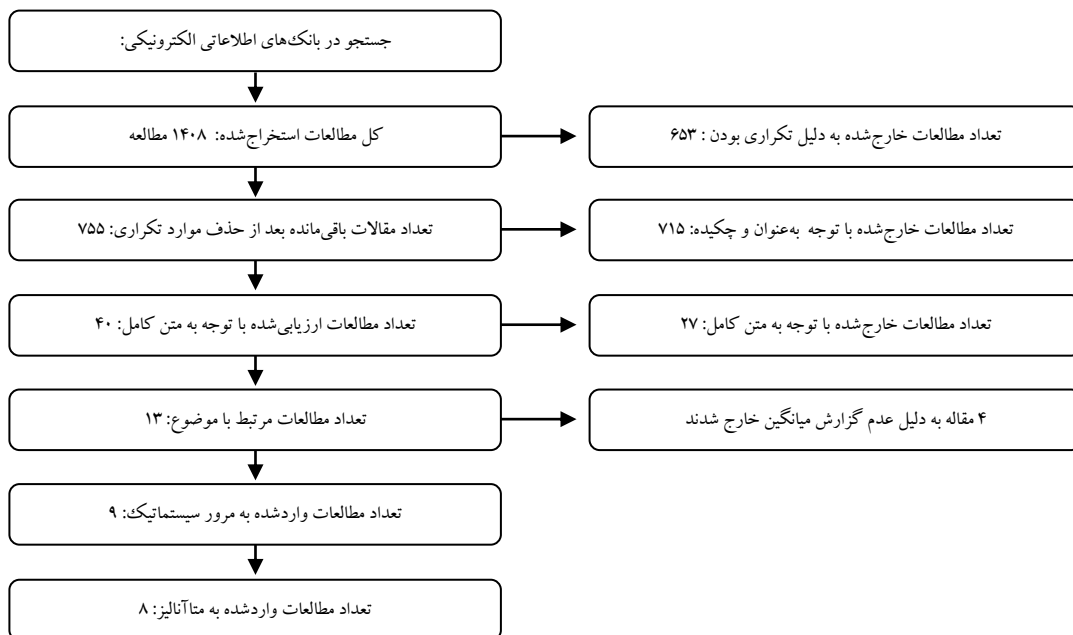 جستجو در بانک‌های اطلاعاتی الکترونیکی:
کل مطالعات استخراج‌شده: ۱۴۰۸ مطالعه
تعداد مطالعات خارج‌شده به دلیل تکراری بودن : ۶۵۳
تعداد مقالات باقی‌مانده بعد از حذف موارد تکراری: ۷۵۵
تعداد مطالعات خارج‌شده با توجه به‌عنوان و چکیده: ۷۱۵
تعداد مطالعات ارزیابی‌شده با توجه به متن کامل: ۴۰
تعداد مطالعات خارج‌شده با توجه به متن کامل: ۲۷
تعداد مطالعات مرتبط با موضوع: ۱۳
۴ مقاله به دلیل عدم گزارش میانگین خارج شدند
تعداد مطالعات واردشده به مرور سیستماتیک: ۹
تعداد مطالعات واردشده به متاآنالیز: ۸